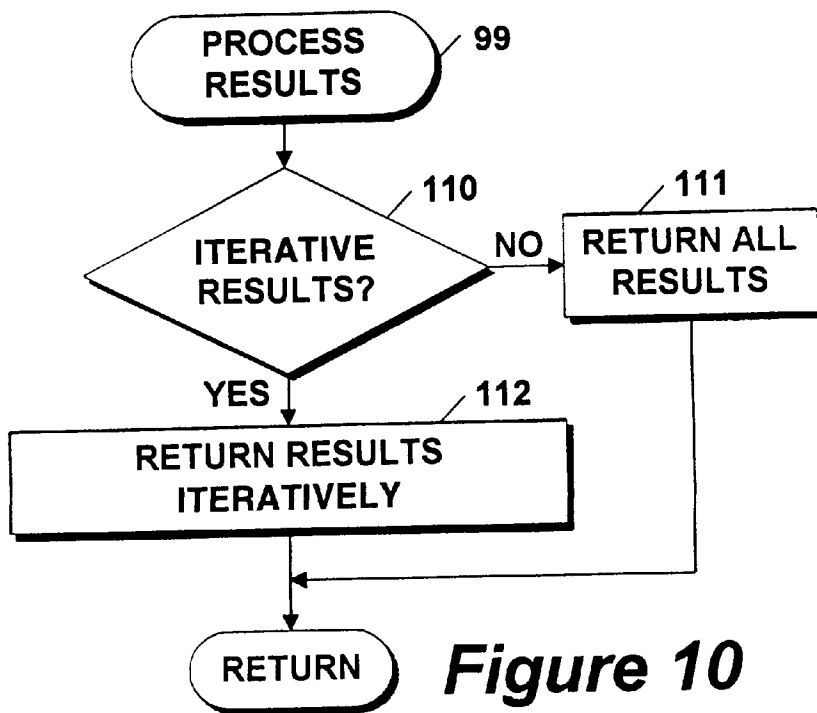 PROCESS
RESULTS
99
110
ITERATIVE
RESULTS?
NO
111
RETURN ALL
RESULTS
YES
112
RETURN RESULTS
ITERATIVELY
RETURN
Figure 10